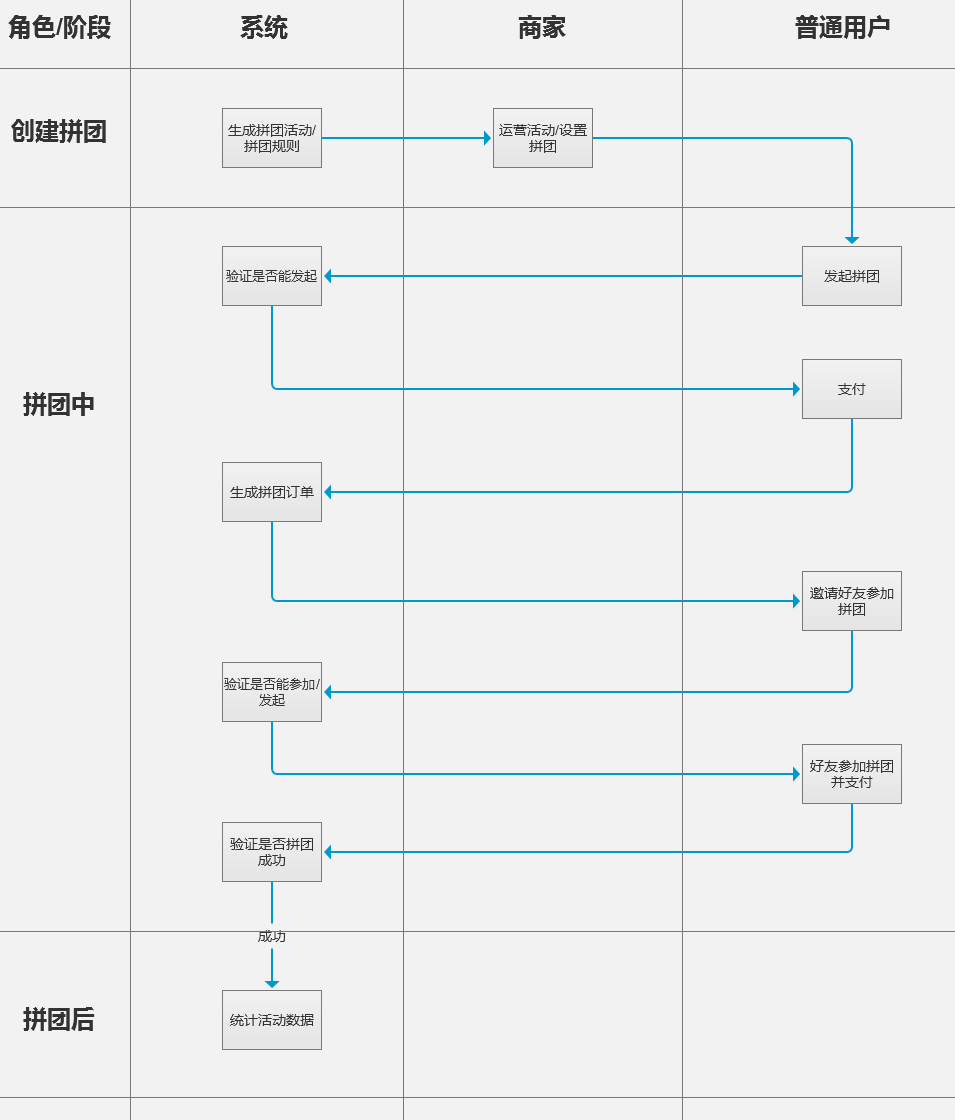 角色/阶段
系统
商家
普通用户
创建拼团
生成拼团活动/
拼团规则
运营活动/设置
拼团
拼团中
验证是否能发起
发起拼团
支付
生成拼团订单
邀请好友参加
拼团
验证是否能参加/
发起
好友参加拼团
并支付
验证是否拼团
成功
成功
拼团后
统计活动数据